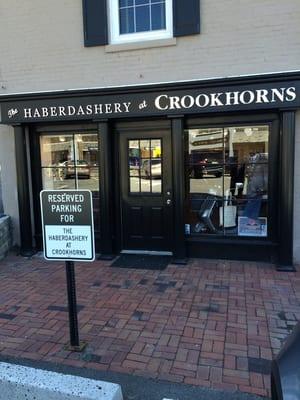 The HABERDASHERY at CROOKHORNS
RESERVED
PARKING
FOR
THE
HABERDASHERY
AT
CROOKHORNS